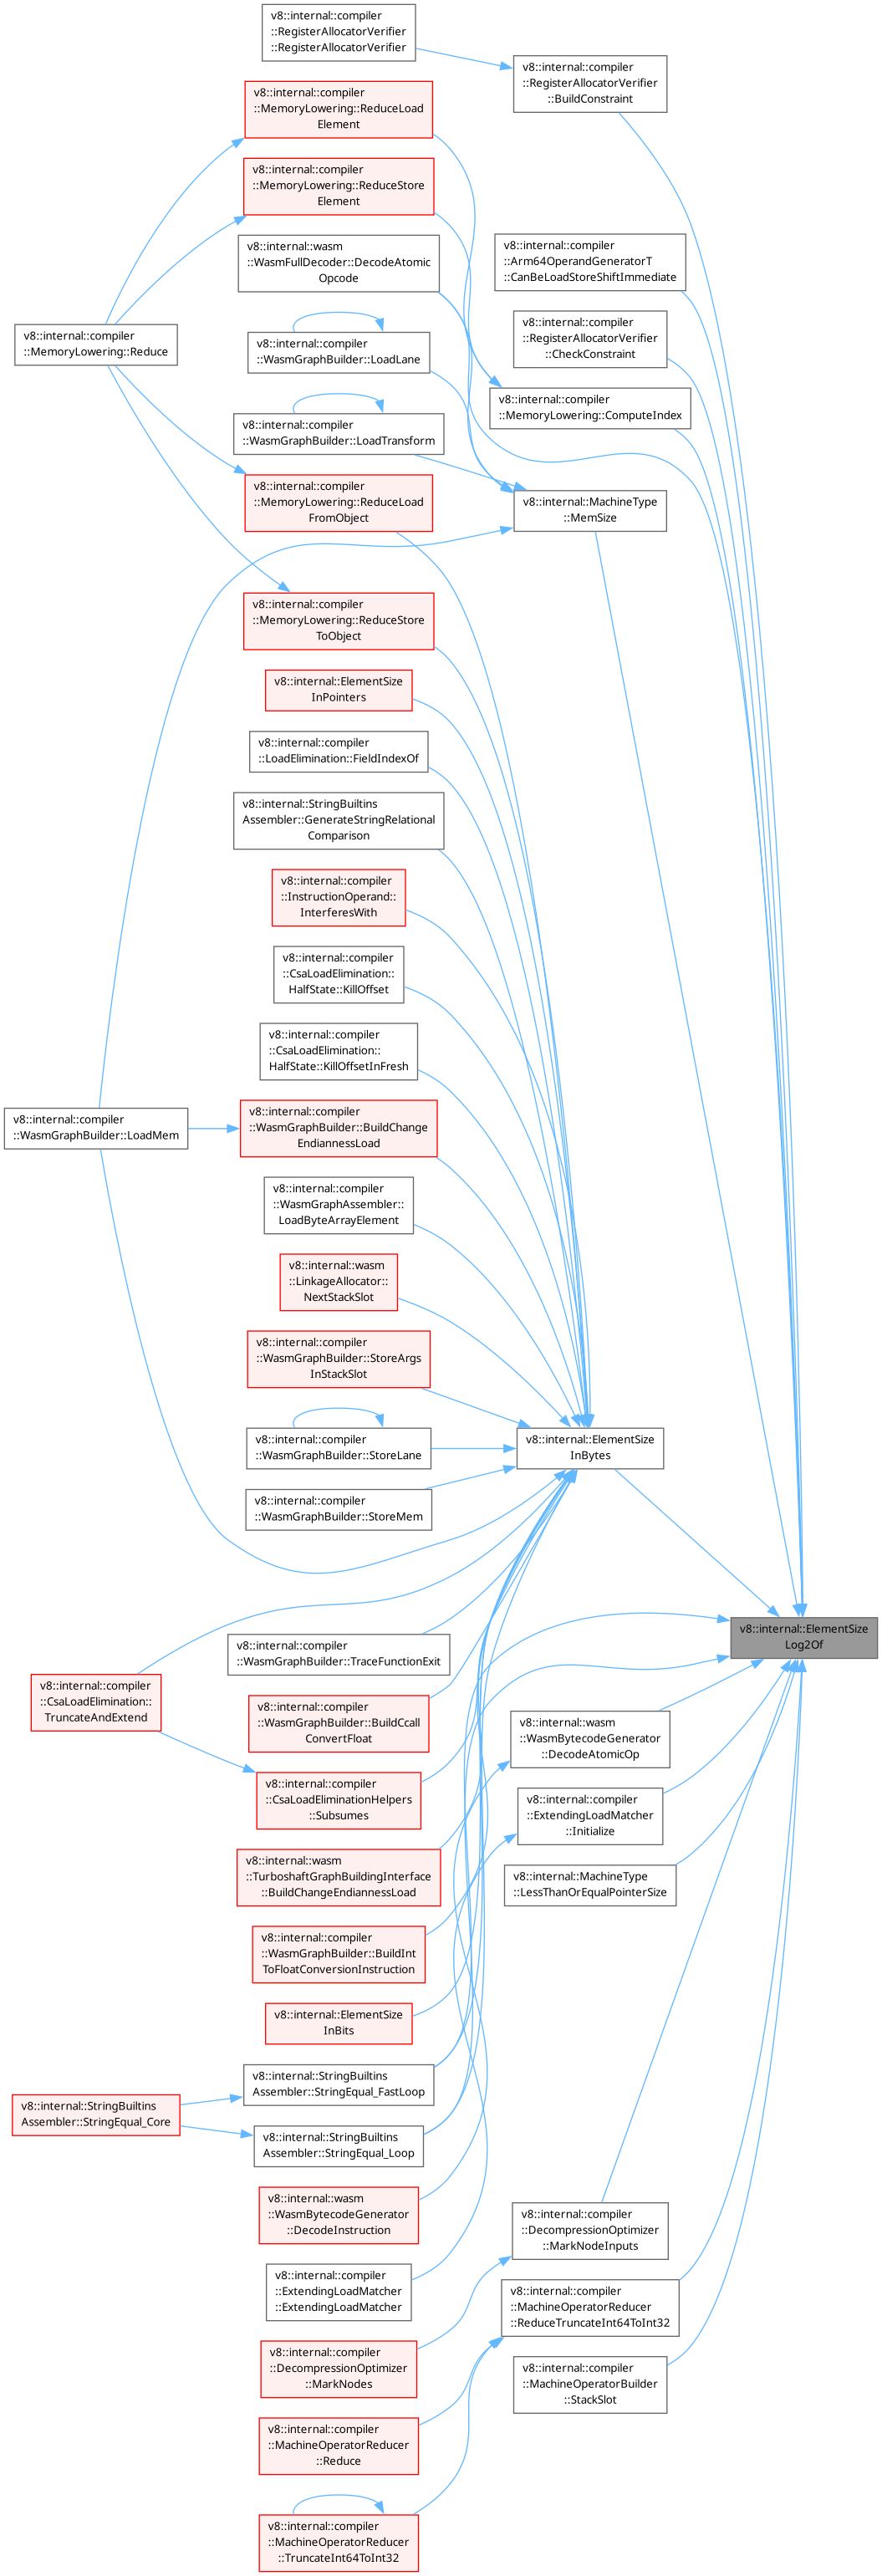 v8::internal::compiler
::RegisterAllocatorVerifier
::RegisterAllocatorVerifier
v8::internal::compiler
::RegisterAllocatorVerifier
::BuildConstraint
v8::internal::compiler
::MemoryLowering::ReduceLoad
Element
v8::internal::compiler
::MemoryLowering::ReduceStore
Element
v8::internal::wasm
::WasmFullDecoder::DecodeAtomic
Opcode
v8::internal::compiler
::Arm64OperandGeneratorT
::CanBeLoadStoreShiftImmediate
v8::internal::compiler
::RegisterAllocatorVerifier
::CheckConstraint
v8::internal::compiler
::MemoryLowering::Reduce
v8::internal::compiler
::WasmGraphBuilder::LoadLane
v8::internal::compiler
::MemoryLowering::ComputeIndex
v8::internal::compiler
::WasmGraphBuilder::LoadTransform
v8::internal::compiler
::MemoryLowering::ReduceLoad
FromObject
v8::internal::MachineType
::MemSize
v8::internal::compiler
::MemoryLowering::ReduceStore
ToObject
v8::internal::ElementSize
InPointers
v8::internal::compiler
::LoadElimination::FieldIndexOf
v8::internal::StringBuiltins
Assembler::GenerateStringRelational
Comparison
v8::internal::compiler
::InstructionOperand::
InterferesWith
v8::internal::compiler
::CsaLoadElimination::
HalfState::KillOffset
v8::internal::compiler
::CsaLoadElimination::
HalfState::KillOffsetInFresh
v8::internal::compiler
::WasmGraphBuilder::LoadMem
v8::internal::compiler
::WasmGraphBuilder::BuildChange
EndiannessLoad
v8::internal::compiler
::WasmGraphAssembler::
LoadByteArrayElement
v8::internal::wasm
::LinkageAllocator::
NextStackSlot
v8::internal::compiler
::WasmGraphBuilder::StoreArgs
InStackSlot
v8::internal::compiler
::WasmGraphBuilder::StoreLane
v8::internal::ElementSize
InBytes
v8::internal::compiler
::WasmGraphBuilder::StoreMem
v8::internal::ElementSize
Log2Of
v8::internal::compiler
::WasmGraphBuilder::TraceFunctionExit
v8::internal::compiler
::CsaLoadElimination::
TruncateAndExtend
v8::internal::compiler
::WasmGraphBuilder::BuildCcall
ConvertFloat
v8::internal::wasm
::WasmBytecodeGenerator
::DecodeAtomicOp
v8::internal::compiler
::CsaLoadEliminationHelpers
::Subsumes
v8::internal::compiler
::ExtendingLoadMatcher
::Initialize
v8::internal::wasm
::TurboshaftGraphBuildingInterface
::BuildChangeEndiannessLoad
v8::internal::MachineType
::LessThanOrEqualPointerSize
v8::internal::compiler
::WasmGraphBuilder::BuildInt
ToFloatConversionInstruction
v8::internal::ElementSize
InBits
v8::internal::StringBuiltins
Assembler::StringEqual_FastLoop
v8::internal::StringBuiltins
Assembler::StringEqual_Core
v8::internal::StringBuiltins
Assembler::StringEqual_Loop
v8::internal::wasm
::WasmBytecodeGenerator
::DecodeInstruction
v8::internal::compiler
::DecompressionOptimizer
::MarkNodeInputs
v8::internal::compiler
::ExtendingLoadMatcher
::ExtendingLoadMatcher
v8::internal::compiler
::MachineOperatorReducer
::ReduceTruncateInt64ToInt32
v8::internal::compiler
::DecompressionOptimizer
::MarkNodes
v8::internal::compiler
::MachineOperatorBuilder
::StackSlot
v8::internal::compiler
::MachineOperatorReducer
::Reduce
v8::internal::compiler
::MachineOperatorReducer
::TruncateInt64ToInt32